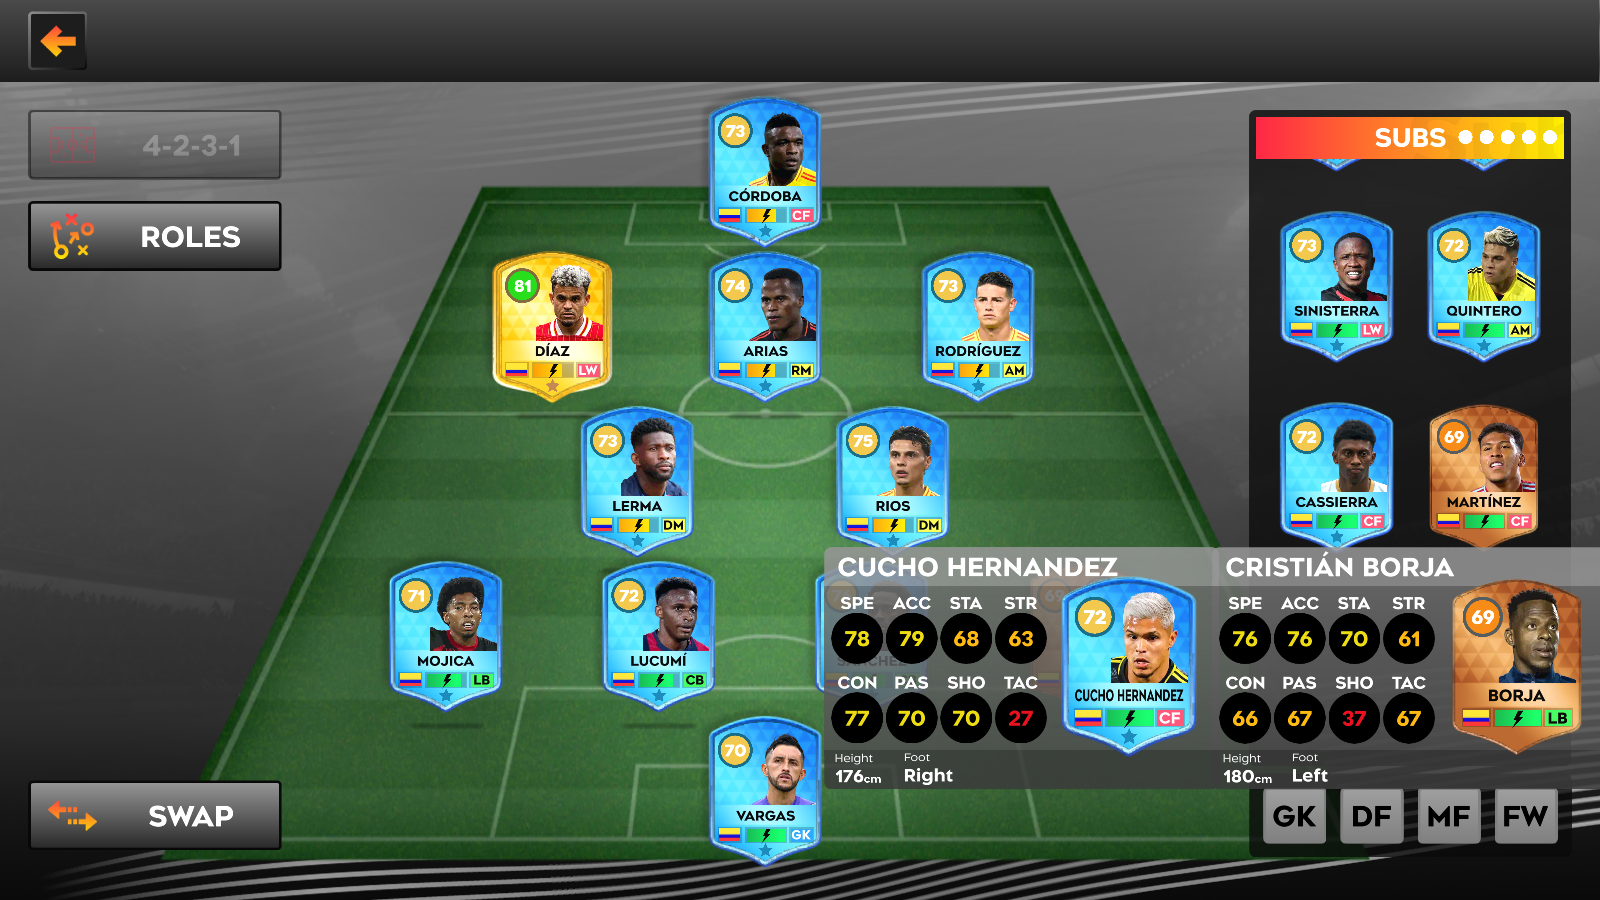 4-2-3-1
ROLES
SWAP
73
CÓRDOBA
CF
81
DÍAZ
LW
74
ARIAS
RM
73
RODRÍGUEZ
AM
73
LERMA
DM
75
RIOS
DM
71
MOJICA
LB
72
LUCUMÍ
CB
SÁNCHEZ
69
70
VARGAS
GK
SUBS
73
SINISTERRA
LW
72
QUINTERO
AM
72
CASSIERRA
CF
69
MARTÍNEZ
CF
CUCHO HERNANDEZ
SPE ACC STA STR
78 79 68 63
CON PAS SHO TAC
77 70 70 27
Height Foot
176cm Right
72
CUCHO HERNANDEZ
CF
CRISTIÁN BORJA
SPE ACC STA STR
76 76 70 61
CON PAS SHO TAC
66 67 37 67
Height Foot
180cm Left
69
BORJA
LB
GK DF MF FW